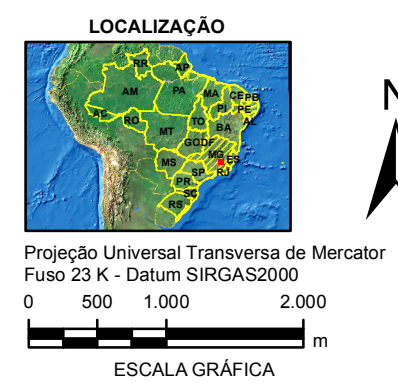 LOCALIZAÇÃO
RR AP
AM PA MA CE PB
PI PE
AC RO TO AL
MT BA
GO DF
MG ES
MS SP RJ
PR
SC
RS
N
Projeção Universal Transversa de Mercator
Fuso 23 K - Datum SIRGAS2000
0 500 1.000 2.000
m
ESCALA GRÁFICA